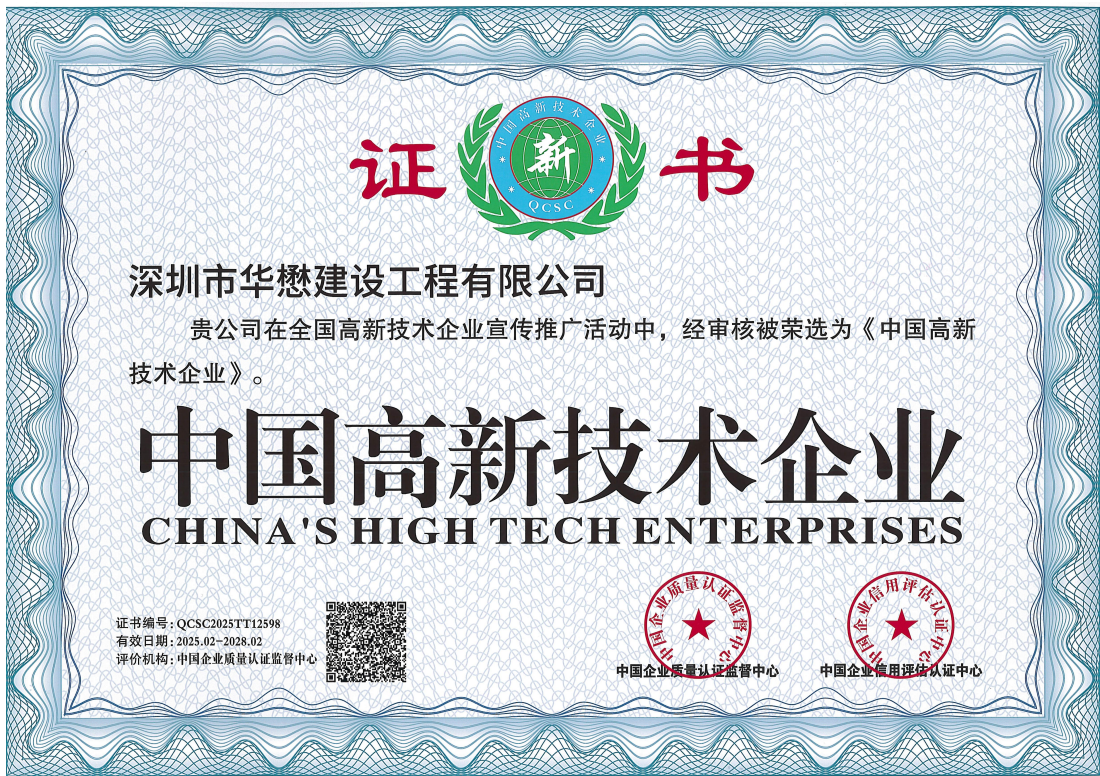 证 书
中国高新技术企业
新
QCSC
深圳市华懋建设工程有限公司
贵公司在全国高新技术企业宣传推广活动中，经审核被荣选为《中国高新
技术企业》。
中国高新技术企业
CHINA'S HIGH TECH ENTERPRISES
证书编号：QCSC2025TT12598
有效日期：2025.02-2028.02
评价机构：中国企业质量认证监督中心
中国企业质量认证监督中心
中国企业质量认证监督中心
中国企业信用评估认证中心
中国企业信用评估认证中心